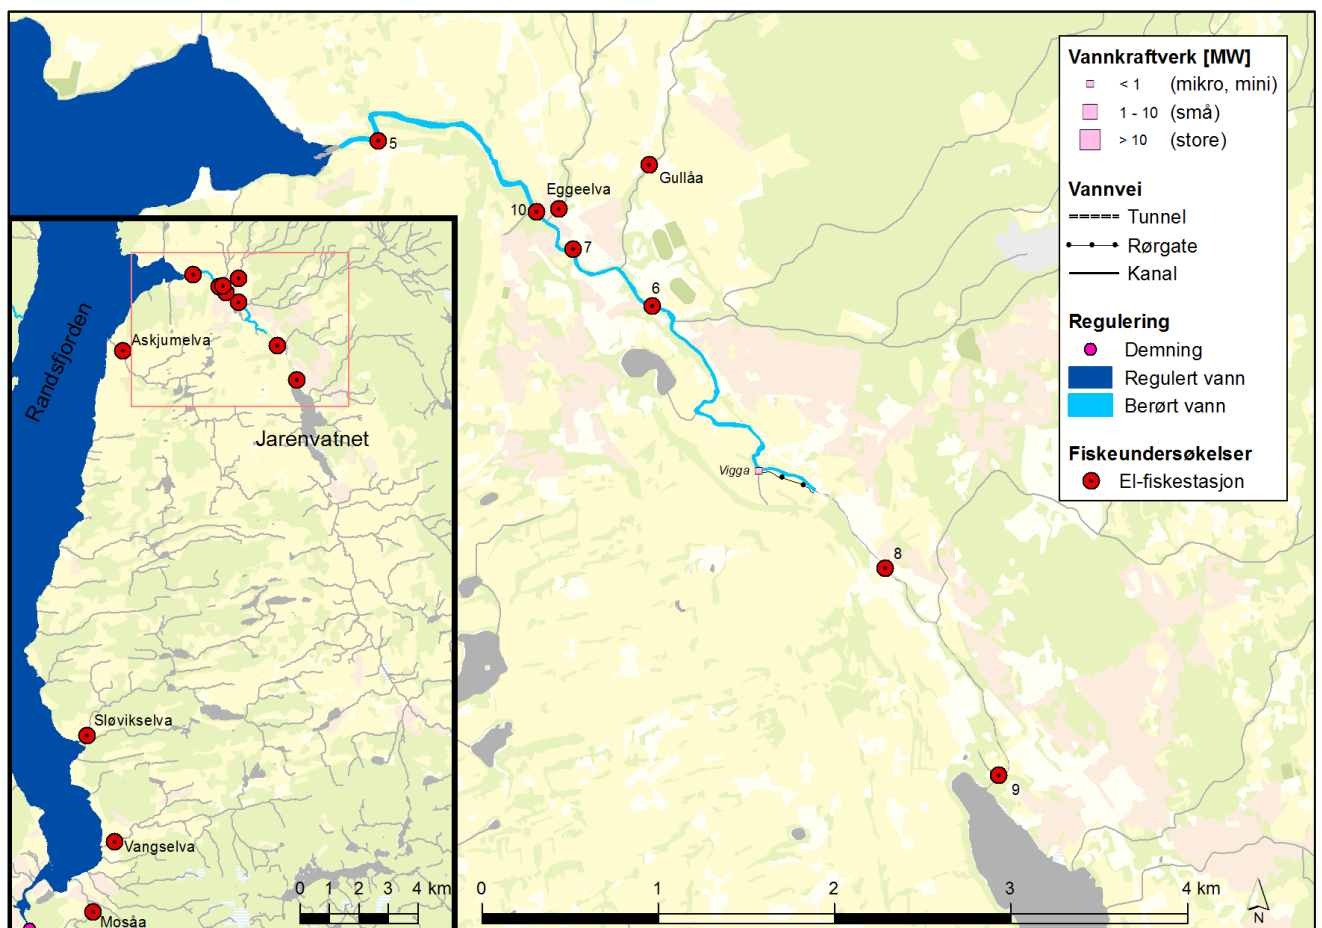 Vannkraftverk [MW]
< 1 (mikro, mini)
1 - 10 (små)
> 10 (store)
Vannvei
Tunnel
Rørgate
Kanal
Regulering
Demning
Regulert vann
Berørt vann
Fiskeundersøkelser
El-fiskestasjon
5
Gullåa
Eggeelva
10
7
6
Vigga
8
9
Randsfjorden
Askjumelva
Jarenvatnet
Sløvikselva
Vangselva
Mosåa
0 1 2 3 4 km
0 1 2 3 4 km
N